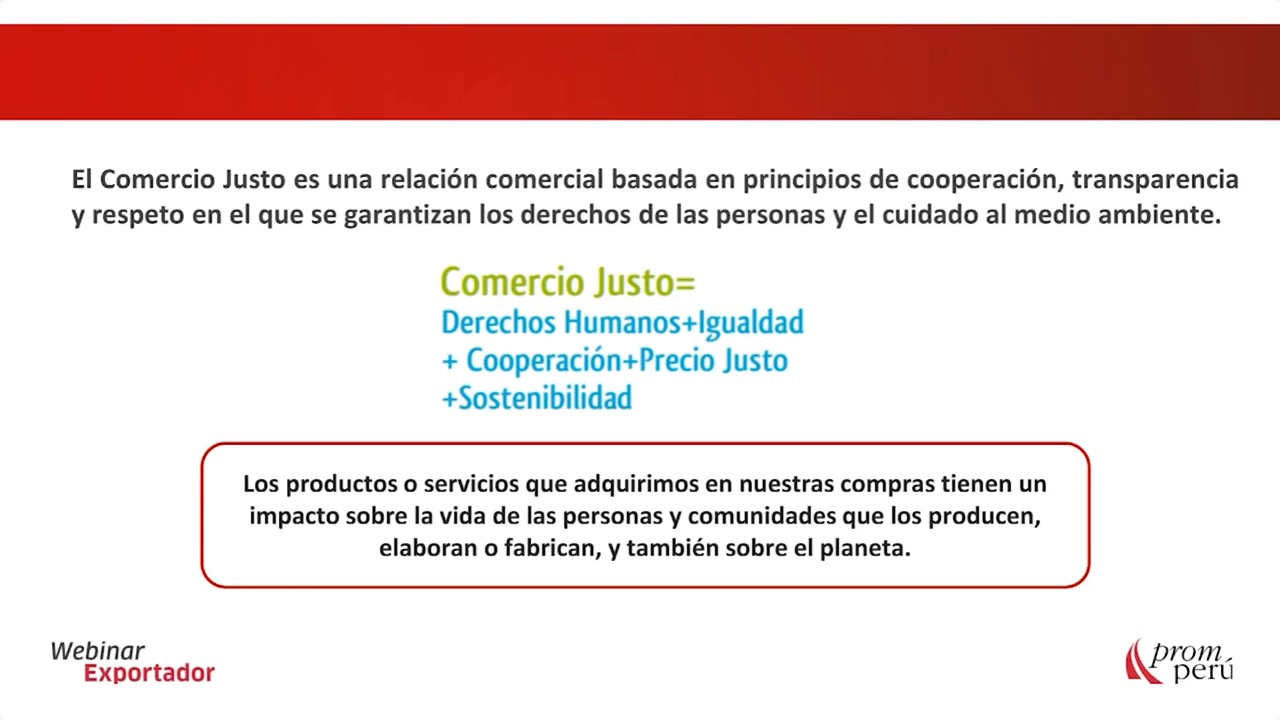 El Comercio Justo es una relación comercial basada en principios de cooperación, transparencia
y respeto en el que se garantizan los derechos de las personas y el cuidado al medio ambiente.
Comercio Justo=
Derechos Humanos+Igualdad
+ Cooperación+Precio Justo
+Sostenibilidad
Los productos o servicios que adquirimos en nuestras compras tienen un
impacto sobre la vida de las personas y comunidades que los producen,
elaboran o fabrican, y también sobre el planeta.
Webinar
Exportador
prom
perú